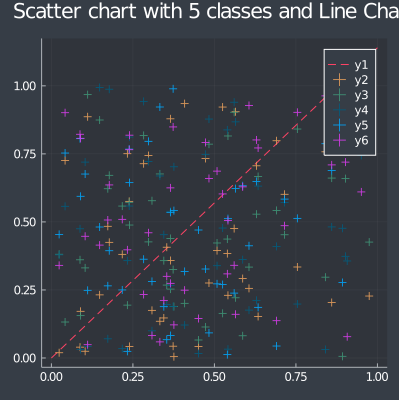 Scatter chart with 5 classes and Line Cha
1.00
0.75
0.50
0.25
0.00
0.00 0.25 0.50 0.75 1.00
y1
y2
y3
y4
y5
y6